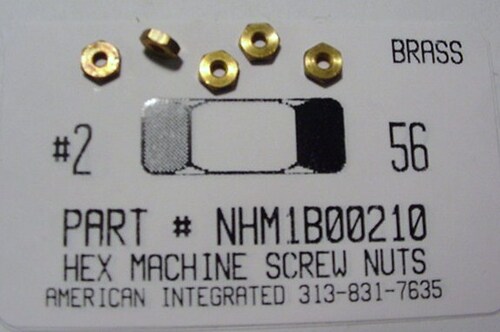 BRASS
#2 56
PART # NHM1B00210
HEX MACHINE SCREW NUTS
AMERICAN INTEGRATED 313-831-7635